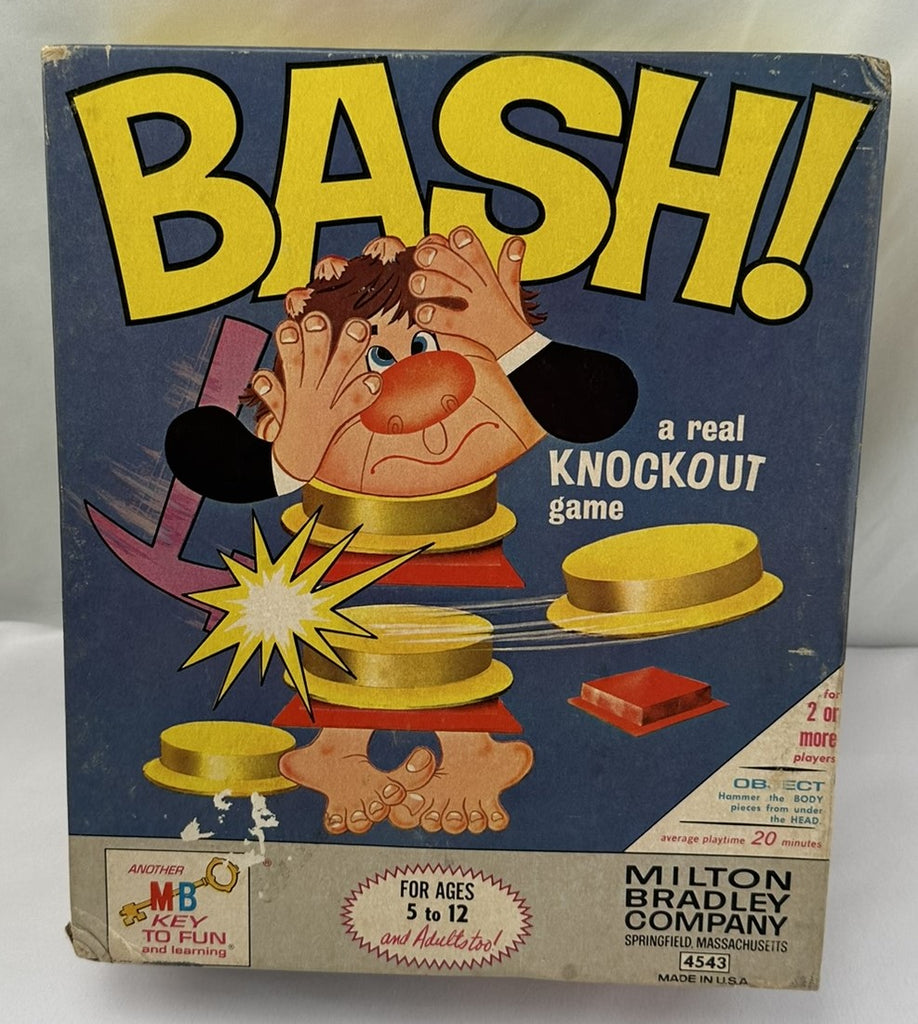 BASH!
a real
KNOCKOUT
game
for
2 or
more
players
OB ECT
Hammer the BODY
pieces from under
the HEAD.
average playtime 20 minutes
ANOTHER
MB
®
KEY
TO FUN
and learning®
FOR AGES
5 to 12
and Adults too!
MILTON
BRADLEY
COMPANY
SPRINGFIELD, MASSACHUSETTS
4543
MADE IN U.S.A.